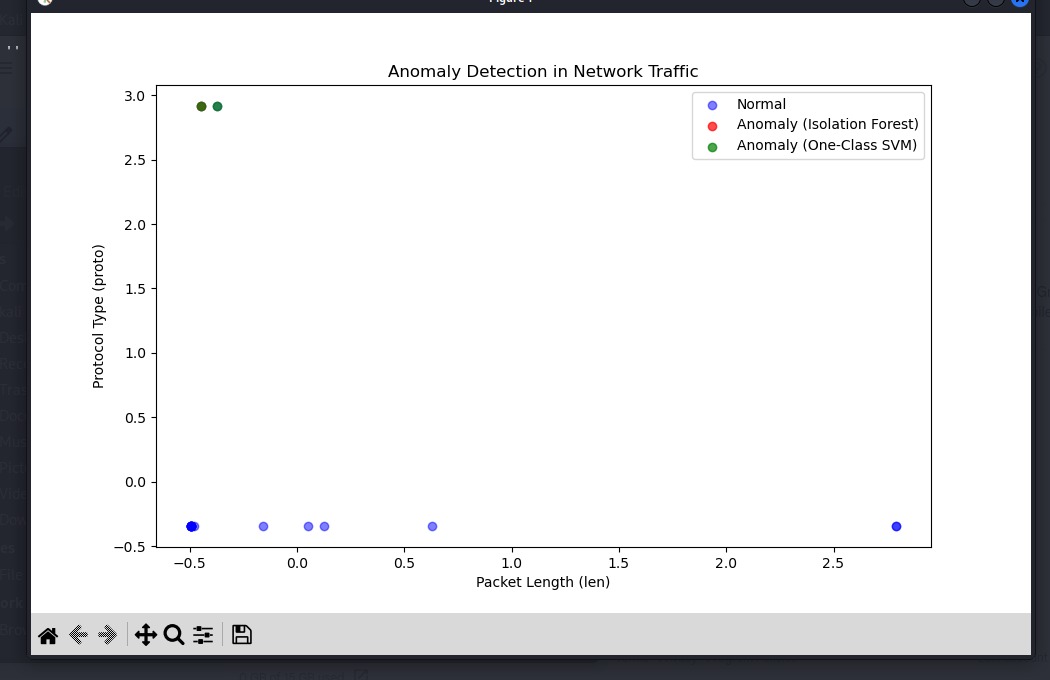 Figure 1
Anomaly Detection in Network Traffic
Normal
Anomaly (Isolation Forest)
Anomaly (One-Class SVM)
Protocol Type (proto)
3.0
2.5
2.0
1.5
1.0
0.5
0.0
−0.5
−0.5 0.0 0.5 1.0 1.5 2.0 2.5
Packet Length (len)